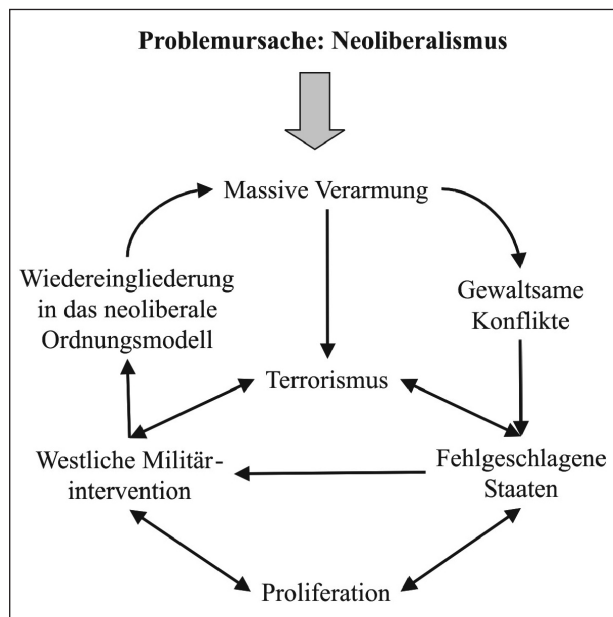 Problemursache: Neoliberalismus
Massive Verarmung
Wiedereingliederung
in das neoliberale
Ordnungsmodell
Gewaltsame
Konflikte
Terrorismus
Westliche Militär-
intervention
Fehlgeschlagene
Staaten
Proliferation